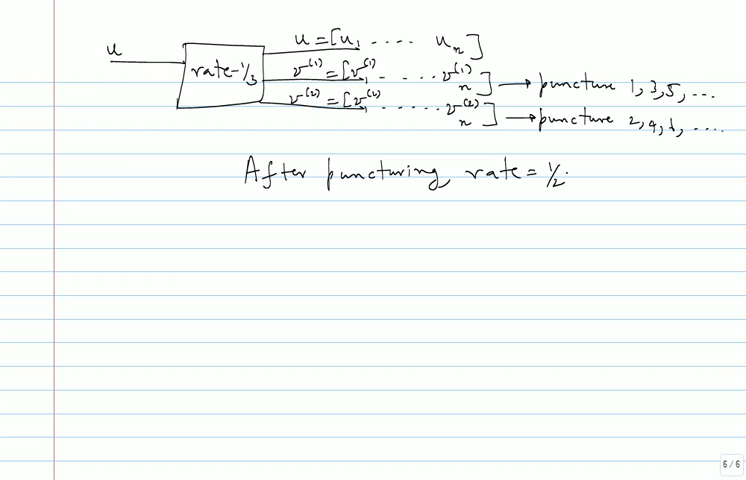 u = [u₁ ···· uₙ]
u
rate-1/3
v⁽¹⁾ = [v₁⁽¹⁾ ····· vₙ⁽¹⁾] → puncture 1, 3, 5, ...
v⁽²⁾ = [v₁⁽²⁾ ····· vₙ⁽²⁾] → puncture 2, 4, 6, ....
After puncturing, rate = 1/2.
6 / 6